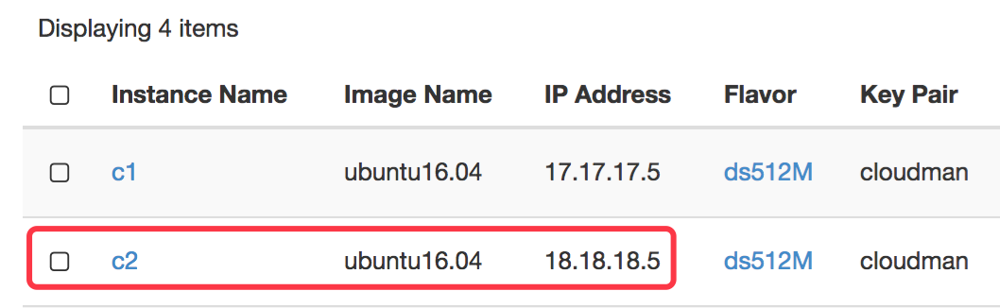 Displaying 4 items
Instance Name Image Name IP Address Flavor Key Pair
c1 ubuntu16.04 17.17.17.5 ds512M cloudman
c2 ubuntu16.04 18.18.18.5 ds512M cloudman